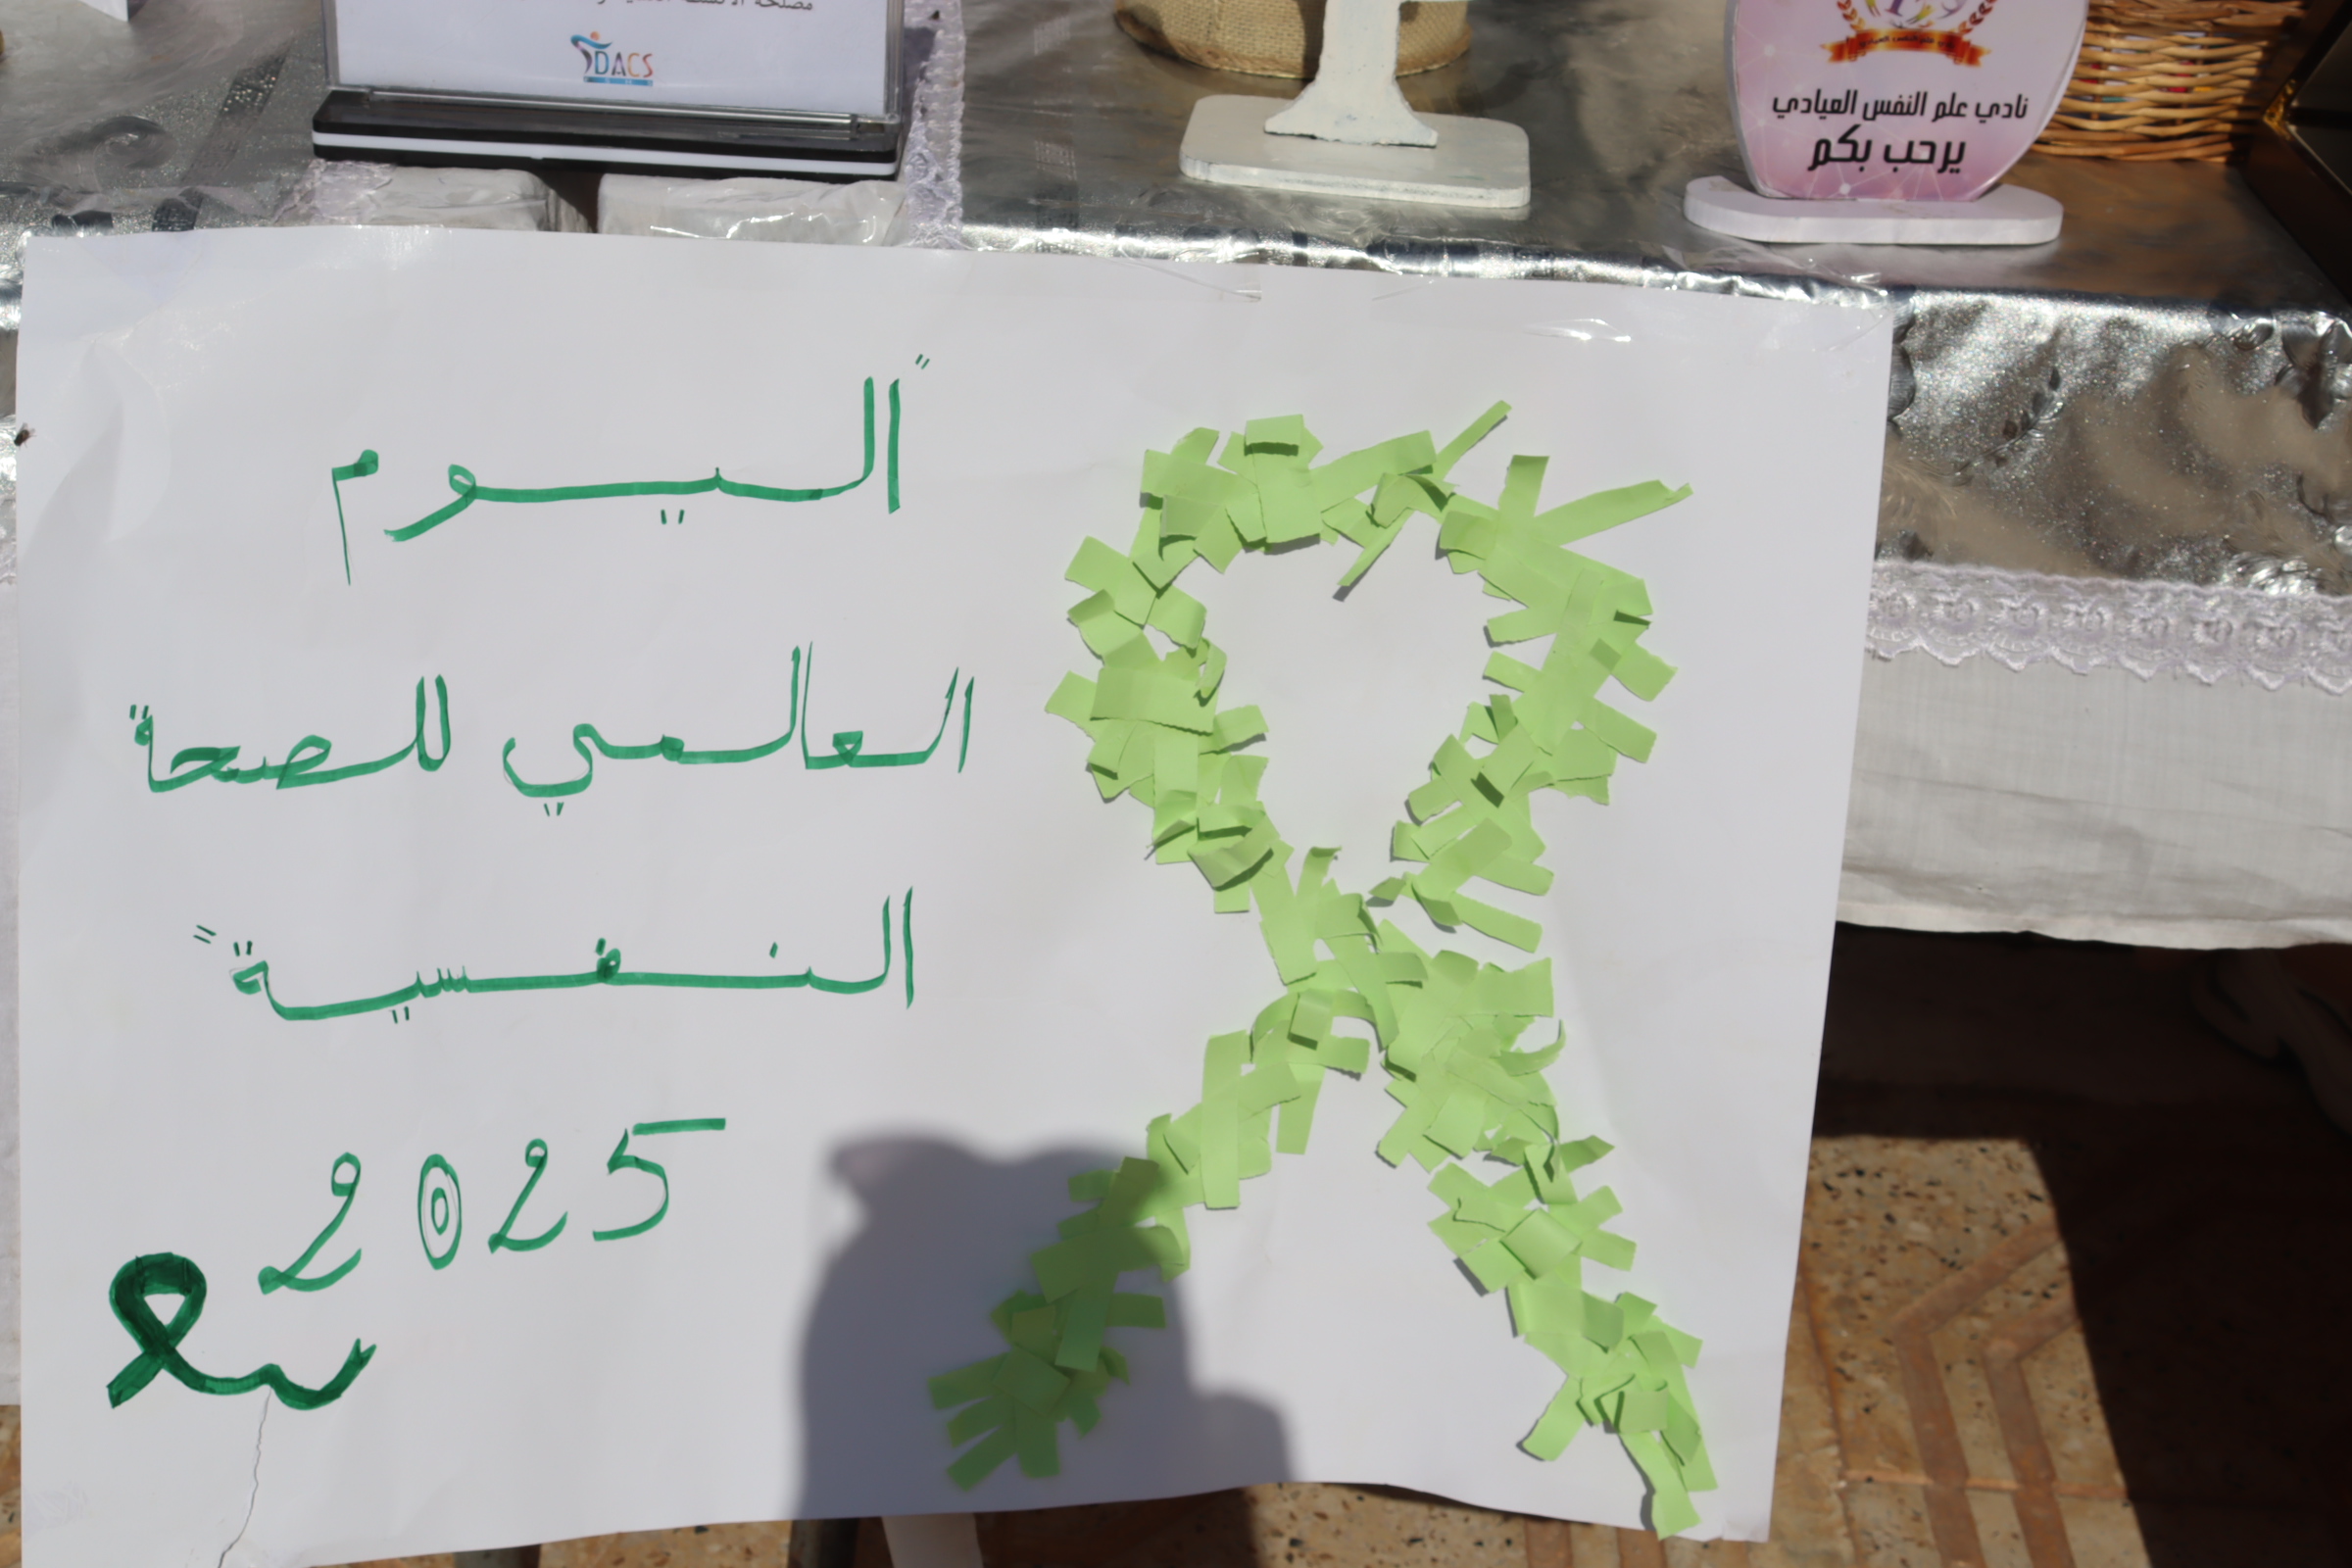 DACS
نادي علم النفس العيادي
يرحب بكم
"اليوم
العالمي للصحة
النفسية"
2025